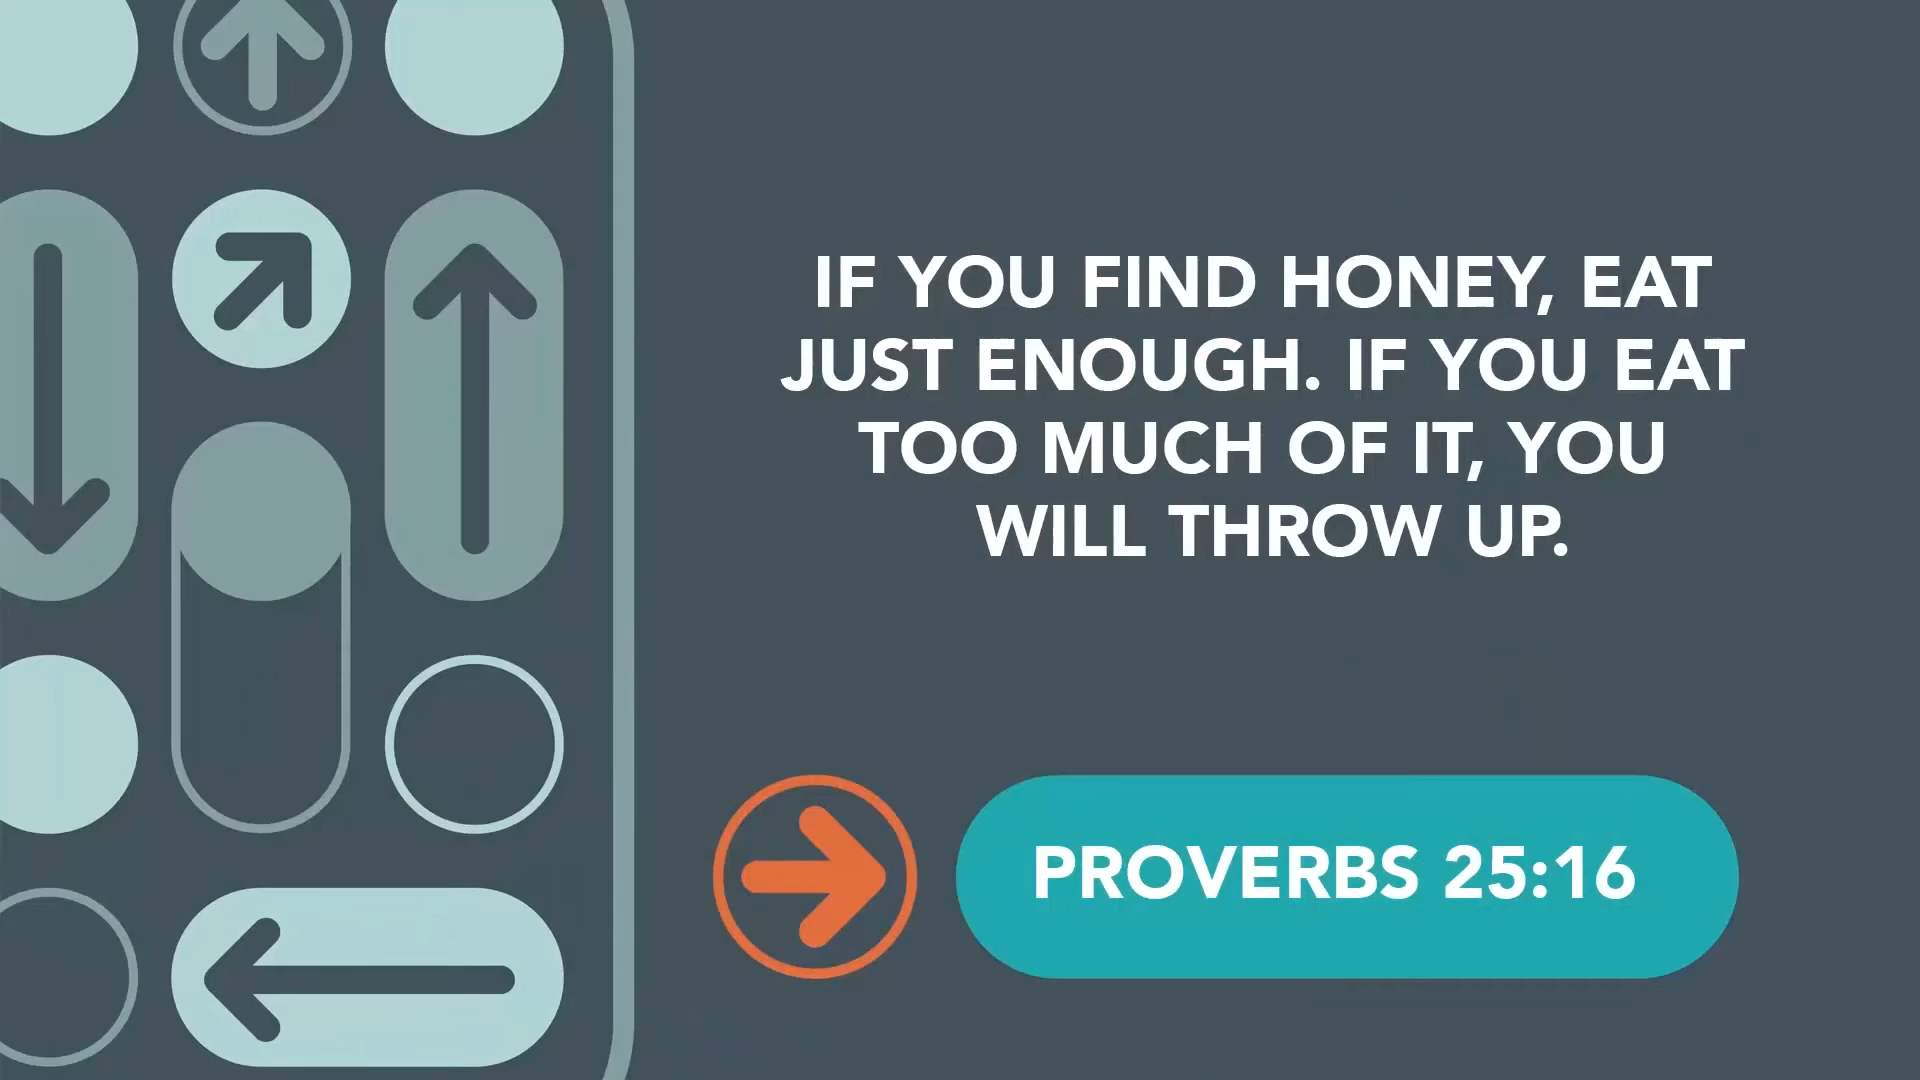 IF YOU FIND HONEY, EAT
JUST ENOUGH. IF YOU EAT
TOO MUCH OF IT, YOU
WILL THROW UP.
PROVERBS 25:16